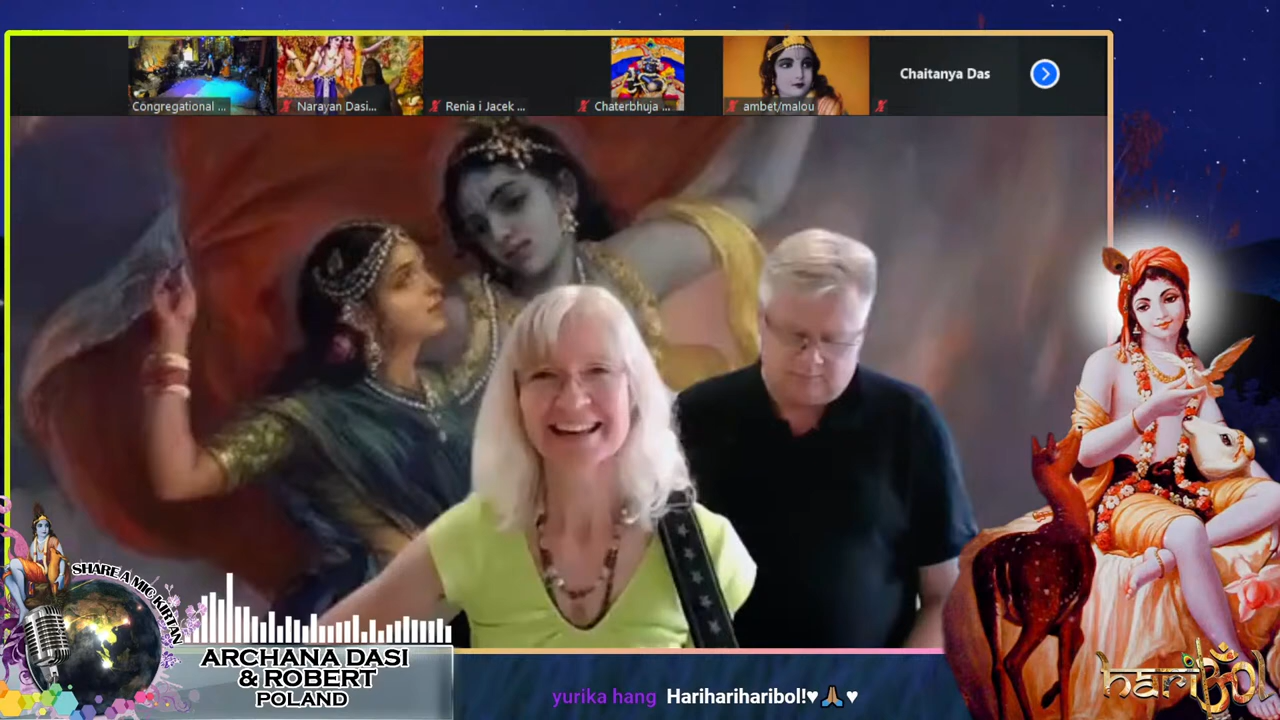 Congregational ...
Narayan Dasi...
Renia i Jacek ...
Chaterbhuja ...
ambet/malou
Chaitanya Das
SHARE A MIC KIRTAN
ARCHANA DASI
& ROBERT
POLAND
yurika hang Harihariharibol!♥🙏🏽♥
haribol